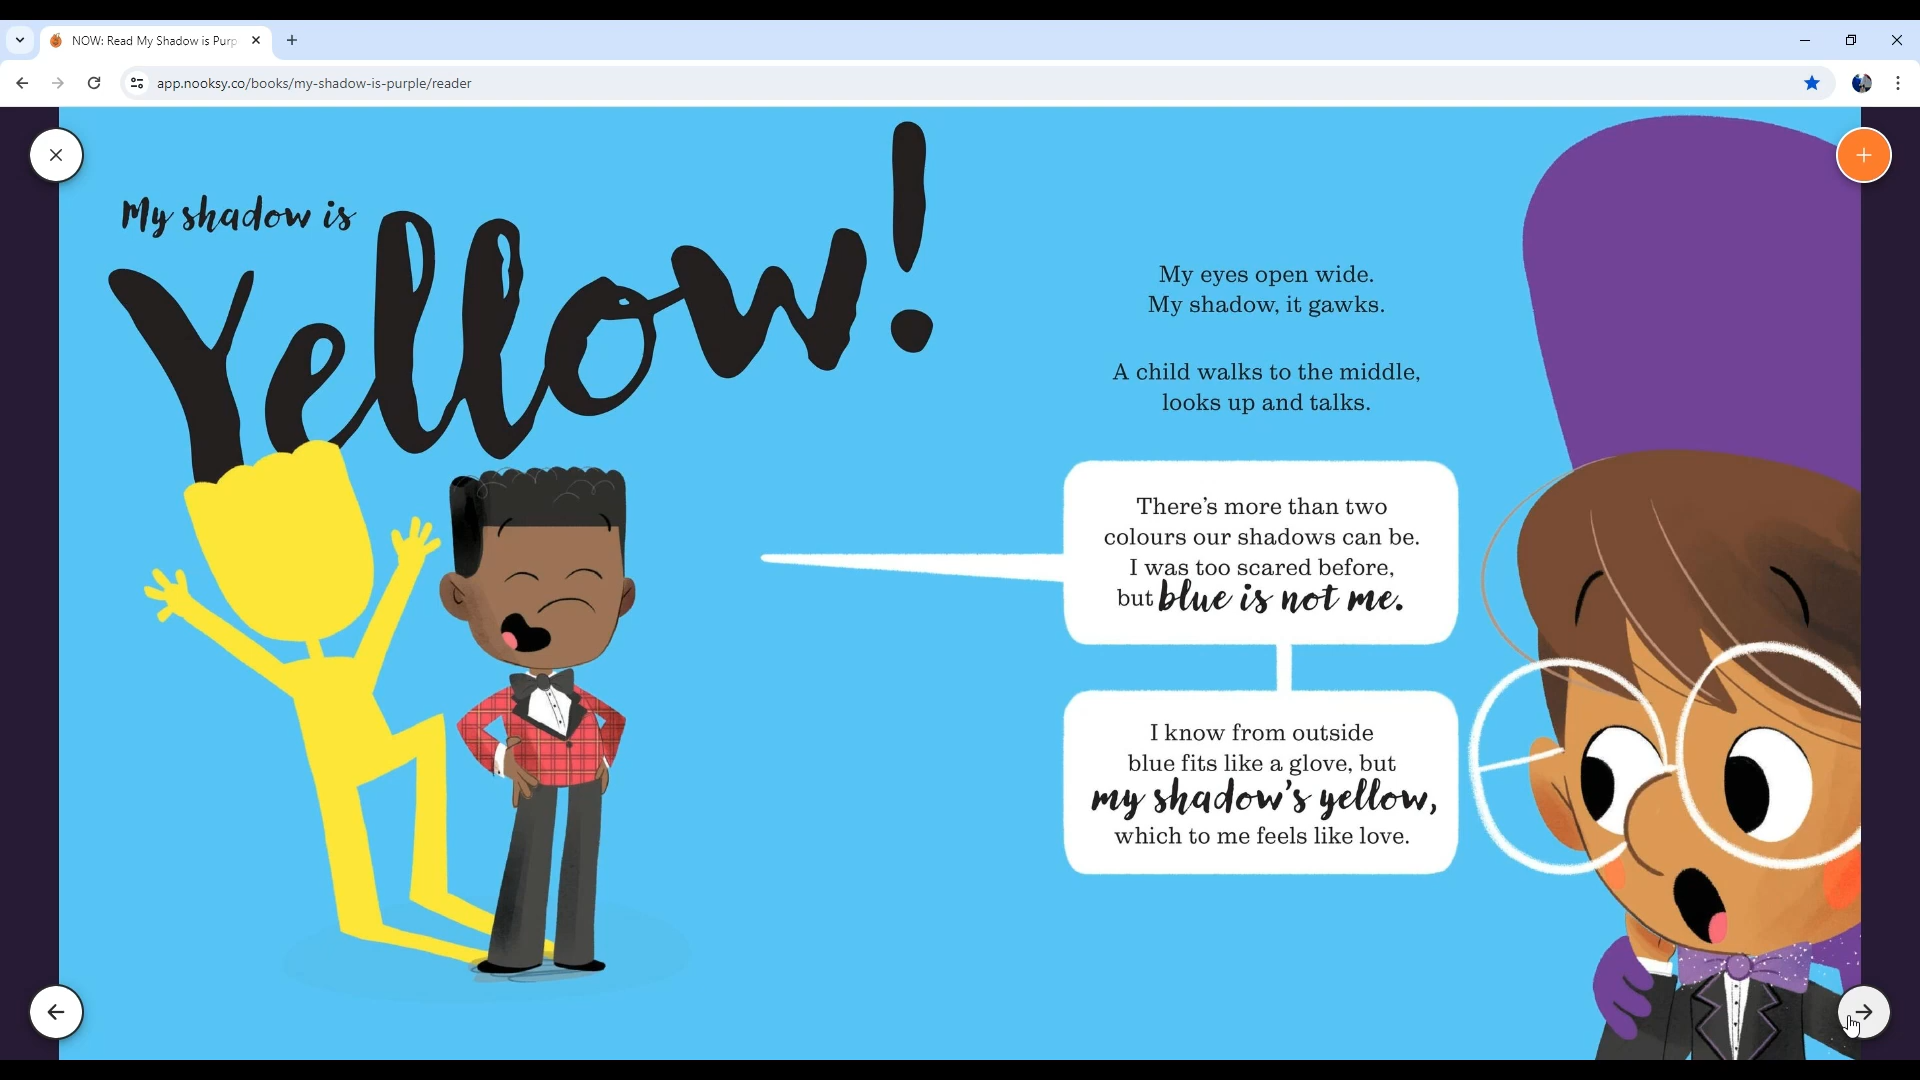 NOW: Read My Shadow is Purp
app.nooksy.co/books/my-shadow-is-purple/reader
My shadow is
Yellow!
My eyes open wide.
My shadow, it gawks.
A child walks to the middle,
looks up and talks.
There's more than two
colours our shadows can be.
I was too scared before,
but blue is not me.
I know from outside
blue fits like a glove, but
my shadow's yellow,
which to me feels like love.